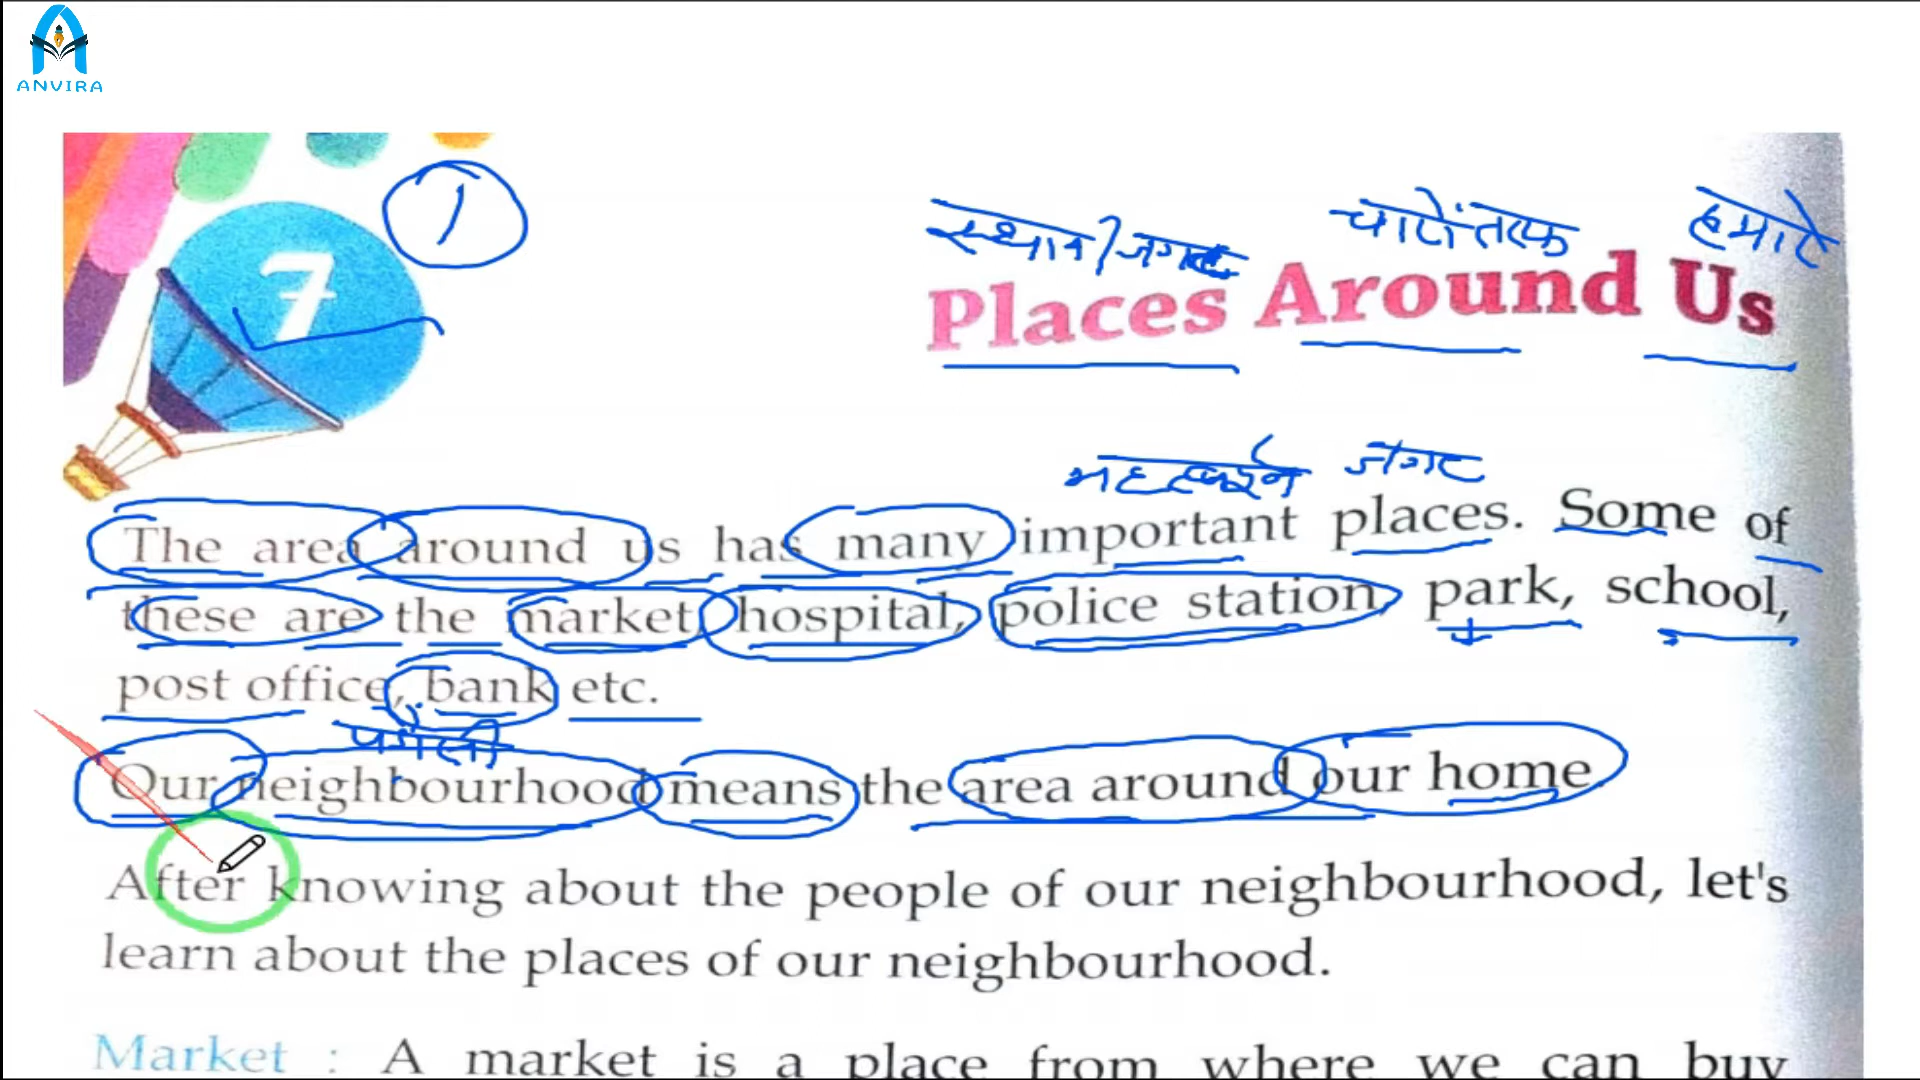 ANVIRA
7
1
स्थान/जगह चारों तरफ हमारे
Places Around Us
महत्वपूर्ण जगह
The area around us has many important places. Some of
these are the market, hospital, police station, park, school,
post office, bank etc.
पड़ोसी
Our neighbourhood means the area around our home
After knowing about the people of our neighbourhood, let's
learn about the places of our neighbourhood.
Market : A market is a place from where we can buy